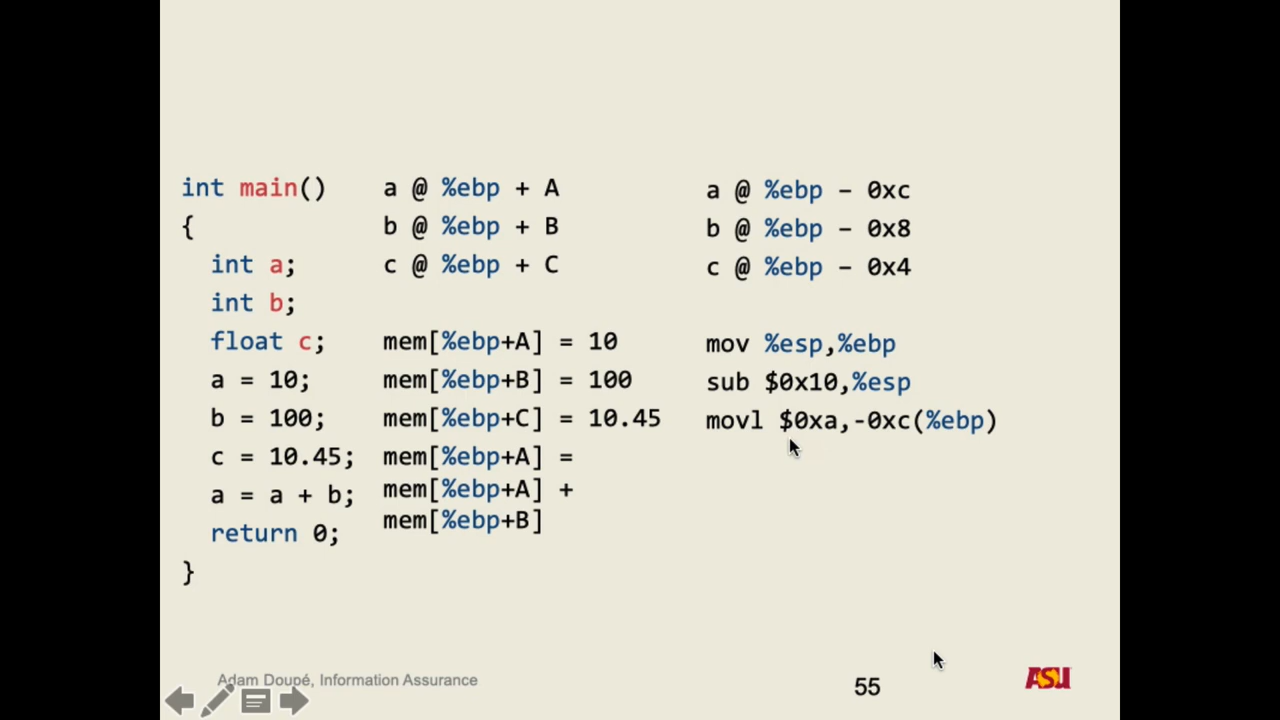 int main()
{
int a;
int b;
float c;
a = 10;
b = 100;
c = 10.45;
a = a + b;
return 0;
}
a @ %ebp + A
b @ %ebp + B
c @ %ebp + C
mem[%ebp+A] = 10
mem[%ebp+B] = 100
mem[%ebp+C] = 10.45
mem[%ebp+A] =
mem[%ebp+A] +
mem[%ebp+B]
a @ %ebp – 0xc
b @ %ebp – 0x8
c @ %ebp – 0x4
mov %esp,%ebp
sub $0x10,%esp
movl $0xa,-0xc(%ebp)
Adam Doupé, Information Assurance
55
ASU